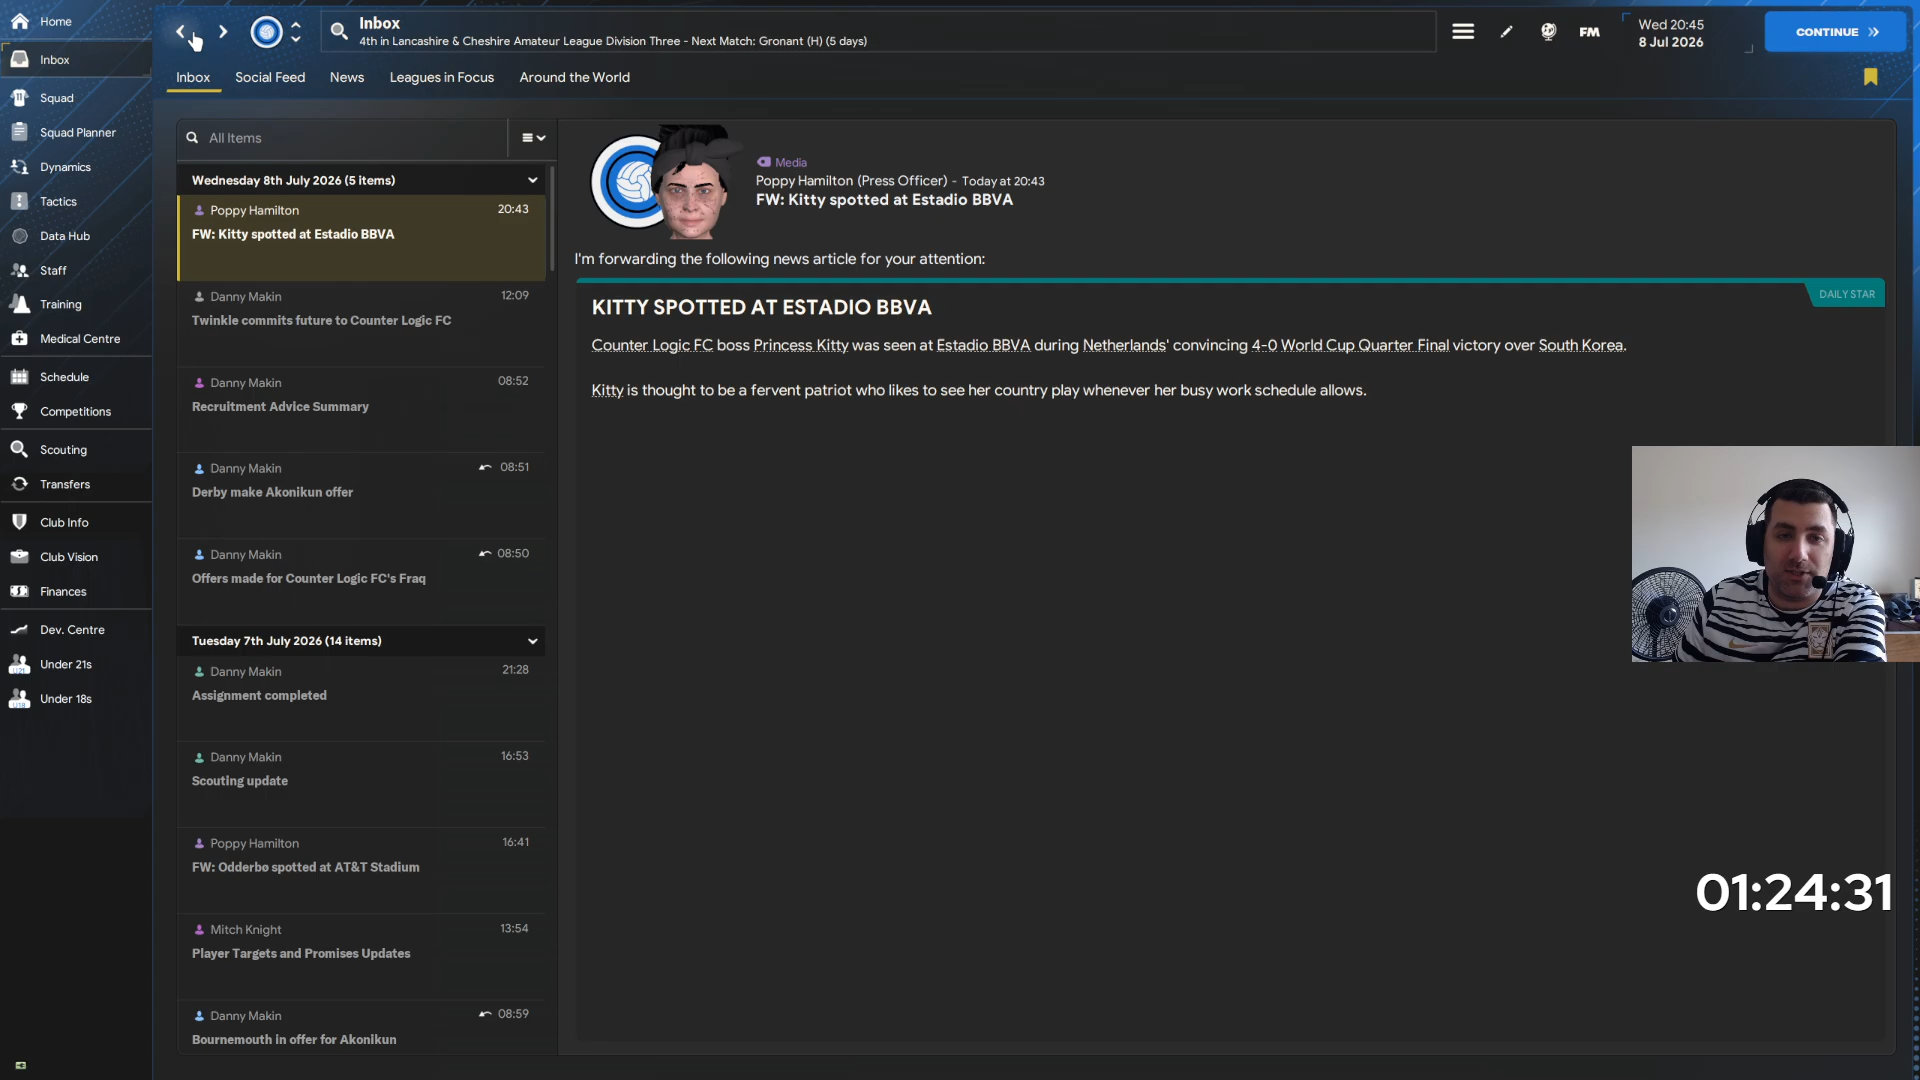 Home
Inbox
Squad
Squad Planner
Dynamics
Tactics
Data Hub
Staff
Training
Medical Centre
Schedule
Competitions
Scouting
Transfers
Club Info
Club Vision
Finances
Dev. Centre
Under 21s
Under 18s
Inbox
4th in Lancashire & Cheshire Amateur League Division Three - Next Match: Gronant (H) (5 days)
FM
Wed 20:45
8 Jul 2026
CONTINUE
Inbox
Social Feed
News
Leagues in Focus
Around the World
All Items
Wednesday 8th July 2026 (5 items)
Poppy Hamilton 20:43
FW: Kitty spotted at Estadio BBVA
Danny Makin 12:09
Twinkle commits future to Counter Logic FC
Danny Makin 08:52
Recruitment Advice Summary
Danny Makin 08:51
Derby make Akonikun offer
Danny Makin 08:50
Offers made for Counter Logic FC's Fraq
Tuesday 7th July 2026 (14 items)
Danny Makin 21:28
Assignment completed
Danny Makin 16:53
Scouting update
Poppy Hamilton 16:41
FW: Odderbø spotted at AT&T Stadium
Mitch Knight 13:54
Player Targets and Promises Updates
Danny Makin 08:59
Bournemouth in offer for Akonikun
Media
Poppy Hamilton (Press Officer) - Today at 20:43
FW: Kitty spotted at Estadio BBVA
I'm forwarding the following news article for your attention:
DAILY STAR
KITTY SPOTTED AT ESTADIO BBVA
Counter Logic FC boss Princess Kitty was seen at Estadio BBVA during Netherlands' convincing 4-0 World Cup Quarter Final victory over South Korea.
Kitty is thought to be a fervent patriot who likes to see her country play whenever her busy work schedule allows.
01:24:31